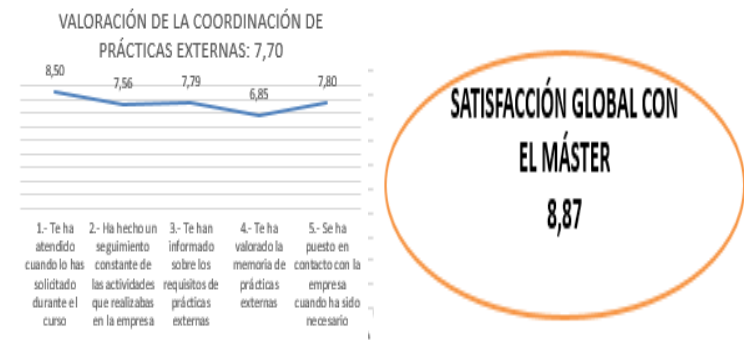 VALORACIÓN DE LA COORDINACIÓN DE
PRÁCTICAS EXTERNAS: 7,70
8,50
7,56
7,79
6,85
7,80
1.- Te ha
atendido
cuando lo has
solicitado
durante el
curso
2.- Ha hecho un
seguimiento
constante de
las actividades
que realizabas
en la empresa
3.- Te han
informado
sobre los
requisitos de
prácticas
externas
4.- Te ha
valorado la
memoria de
prácticas
externas
5.- Se ha
puesto en
contacto con la
empresa
cuando ha sido
necesario
SATISFACCIÓN GLOBAL CON
EL MÁSTER
8,87